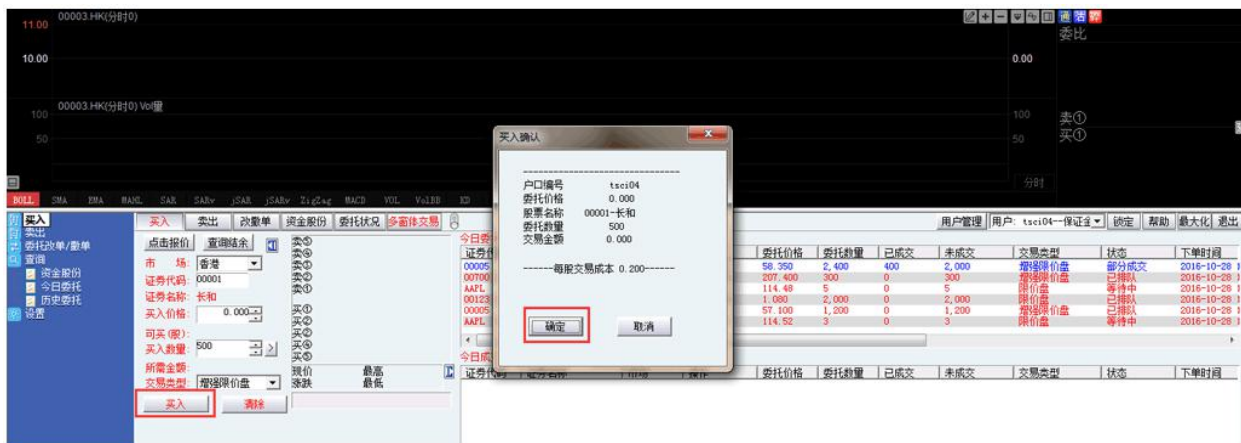 00003.HK(分时0)
11.00
通 沽
委比
10.00
0.00
00003.HK(分时0) Vol量
100
100
卖①
50
50
买①
分时
BOLL SMA EMA WANL SAR SARv jSAR jSARv ZigZag MACD VOL VolBB KD
买入确认
户口编号 tsci04
委托价格 0.000
股票名称 00001-长和
委托数量 500
交易金额 0.000
------每股交易成本 0.200------
确定 取消
买入
卖出
委托改单/撤单
查询
资金股份
今日委托
历史委托
设置
买入 卖出 改撤单 资金股份 委托状况 多窗体交易
用户管理 用户: tsci04--保证金 锁定 帮助 最大化 退出
点击报价 查询结余
市 场: 香港
证券代码: 00001
证券名称: 长和
买入价格: 0.000
可买(股):
买入数量: 500
所需金额:
交易类型: 增强限价盘
买入 清除
卖⑤
卖④
卖③
卖②
卖①
买①
买②
买③
买④
买⑤
现价 最高
涨跌 最低
今日委
证券代 委托价格 委托数量 已成交 未成交 交易类型 状态 下单时间
00005 58.350 2,400 400 2,000 增强限价盘 部分成交 2016-10-28
00700 207.400 300 0 300 增强限价盘 已排队 2016-10-28
AAPL 114.48 5 0 5 限价盘 等待中 2016-10-28
00123 1.080 2,000 0 2,000 限价盘 已排队 2016-10-28
00005 57.100 1,200 0 1,200 增强限价盘 已排队 2016-10-28
AAPL 114.52 3 0 3 限价盘 等待中 2016-10-28
今日成
证券代码 委托价格 委托数量 已成交 未成交 交易类型 状态 下单时间